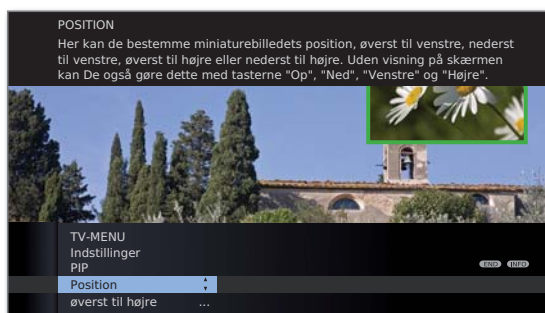 POSITION
Her kan de bestemme miniaturebilledets position, øverst til venstre, nederst
til venstre, øverst til højre eller nederst til højre. Uden visning på skærmen
kan De også gøre dette med tasterne "Op", "Ned", "Venstre" og "Højre".
TV-MENU
Indstillinger
PIP
END INFO
Position
øverst til højre ...